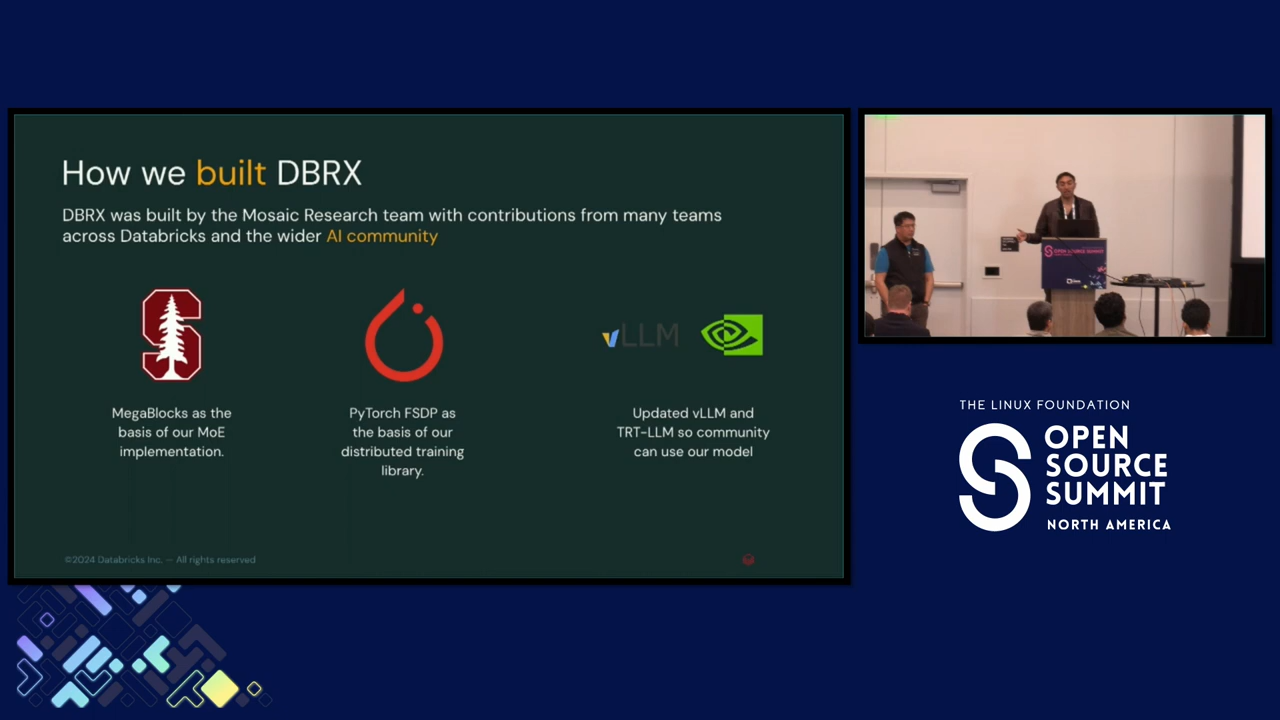 How we built DBRX
DBRX was built by the Mosaic Research team with contributions from many teams
across Databricks and the wider AI community
vLLM
MegaBlocks as the
basis of our MoE
implementation.
PyTorch FSDP as
the basis of our
distributed training
library.
Updated vLLM and
TRT-LLM so community
can use our model
©2024 Databricks Inc. — All rights reserved
OPEN SOURCE SUMMIT
THE LINUX FOUNDATION
OPEN
SOURCE
SUMMIT
NORTH AMERICA